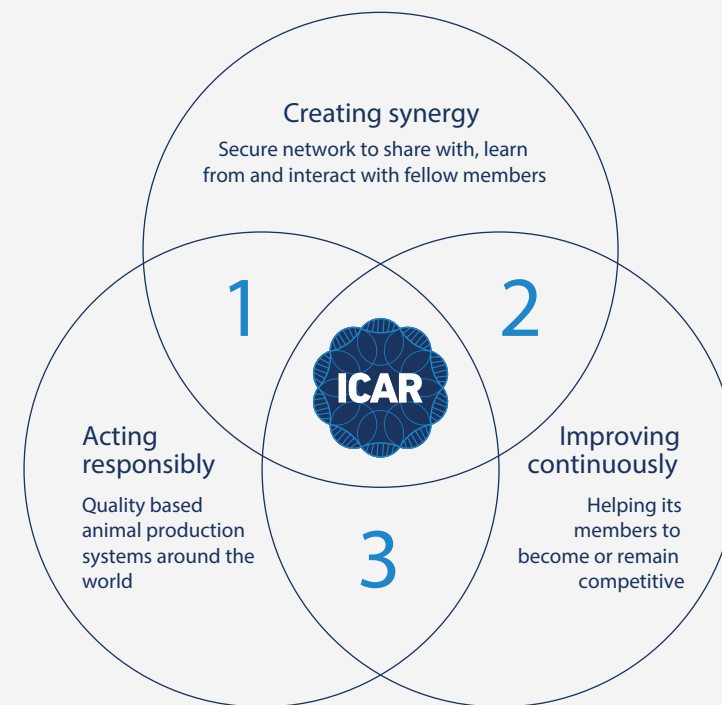 Creating synergy
Secure network to share with, learn
from and interact with fellow members
1
2
ICAR
Acting
responsibly
Quality based
animal production
systems around the
world
Improving
continuously
Helping its
members to
become or remain
competitive
3